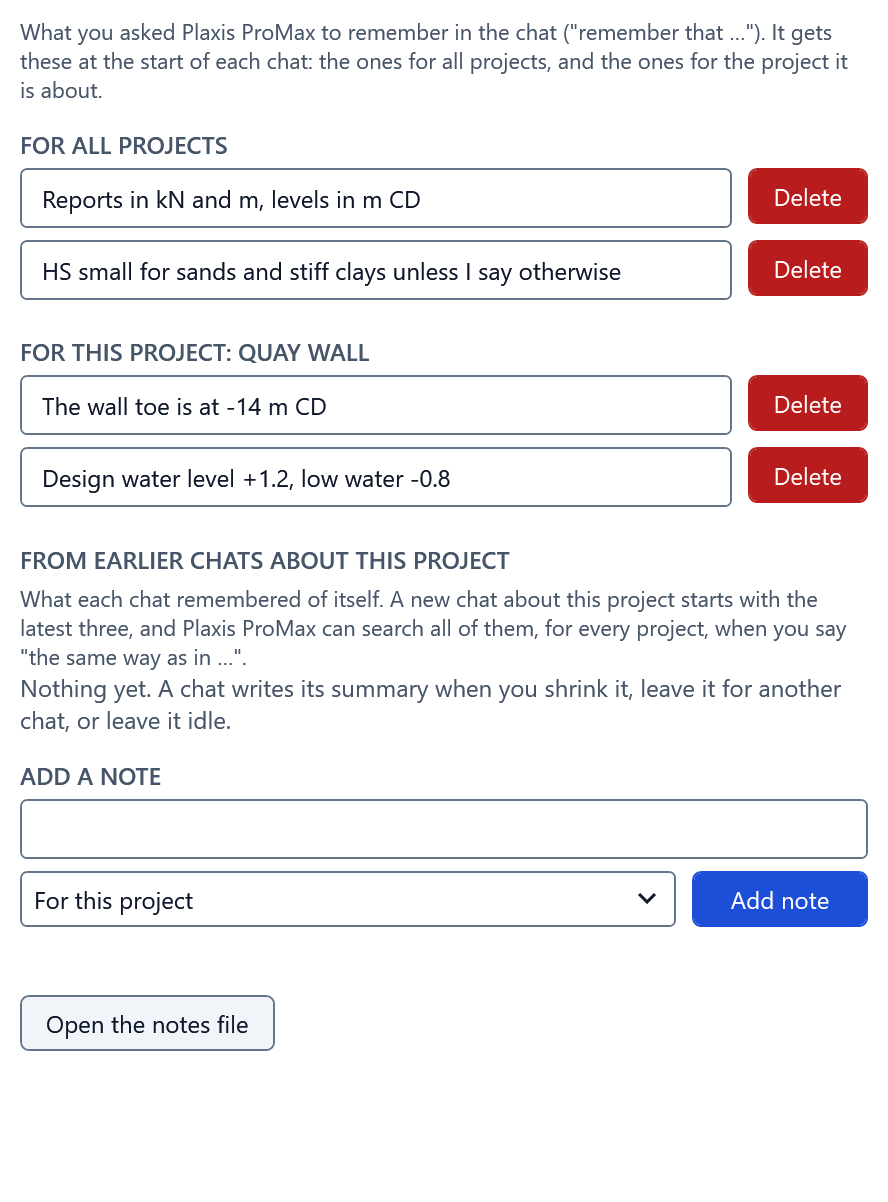 What you asked Plaxis ProMax to remember in the chat ("remember that ..."). It gets
these at the start of each chat: the ones for all projects, and the ones for the project it
is about.
FOR ALL PROJECTS
Reports in kN and m, levels in m CD
Delete
HS small for sands and stiff clays unless I say otherwise
Delete
FOR THIS PROJECT: QUAY WALL
The wall toe is at -14 m CD
Delete
Design water level +1.2, low water -0.8
Delete
FROM EARLIER CHATS ABOUT THIS PROJECT
What each chat remembered of itself. A new chat about this project starts with the
latest three, and Plaxis ProMax can search all of them, for every project, when you say
"the same way as in ...".
Nothing yet. A chat writes its summary when you shrink it, leave it for another
chat, or leave it idle.
ADD A NOTE
For this project
Add note
Open the notes file